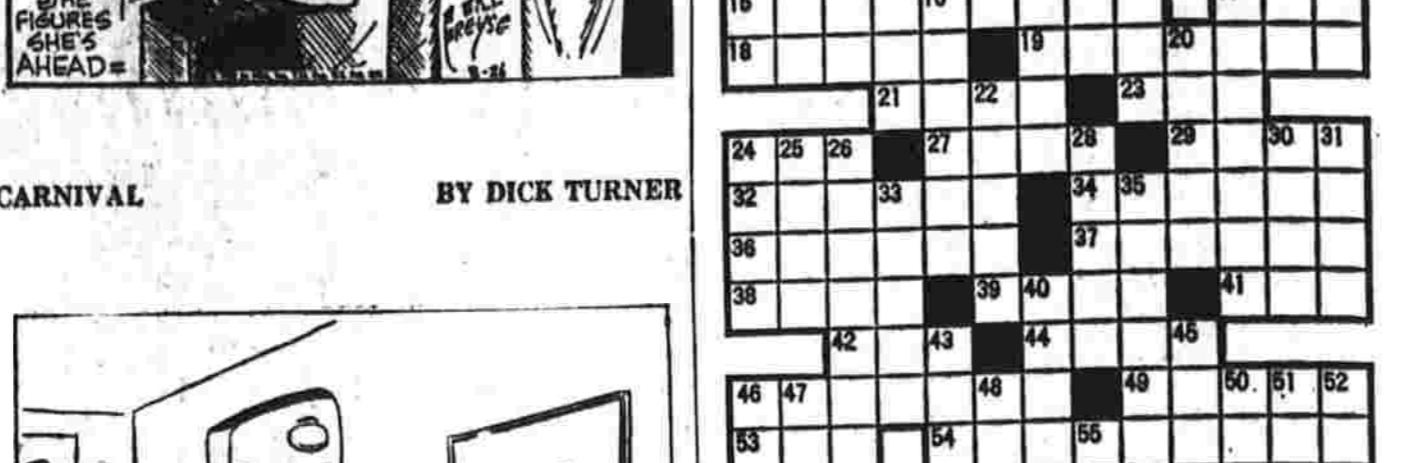 FIGURES
SHE'S
AHEAD=
CARNIVAL
BY DICK TURNER
18 19 20
21 22 23
24 25 26 27 28 29 30 31
32 33 34 35
36 37
38 39 40 41
42 43 44 45
46 47 48 49 50 51 52
53 54 55